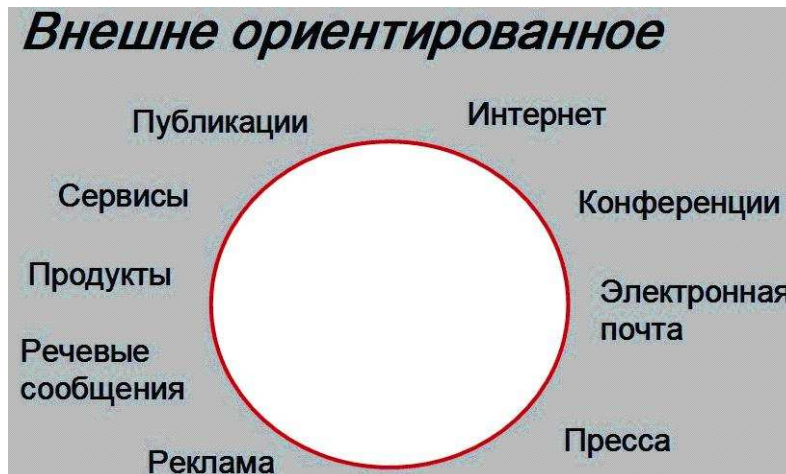 Внешне ориентированное
Публикации
Интернет
Сервисы
Конференции
Продукты
Электронная
почта
Речевые
сообщения
Пресса
Реклама